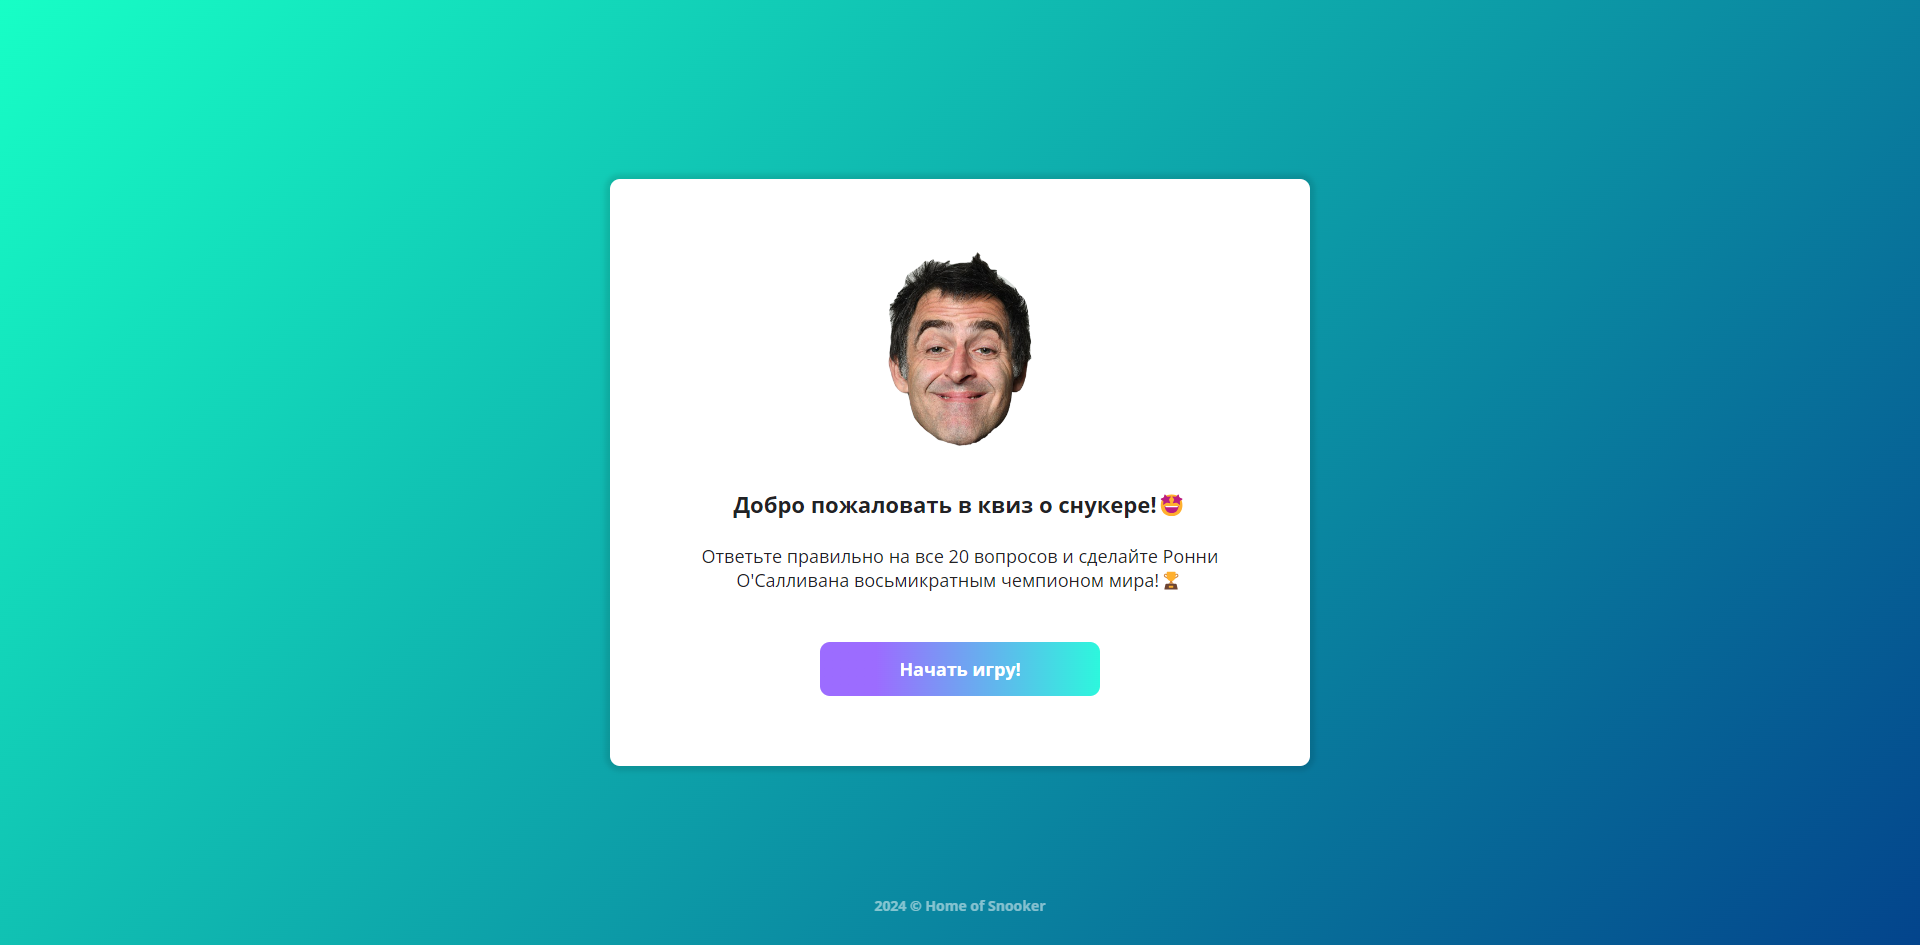 Добро пожаловать в квиз о снукере!🤩
Ответьте правильно на все 20 вопросов и сделайте Ронни
О'Салливана восьмикратным чемпионом мира!🏆
Начать игру!
2024 © Home of Snooker